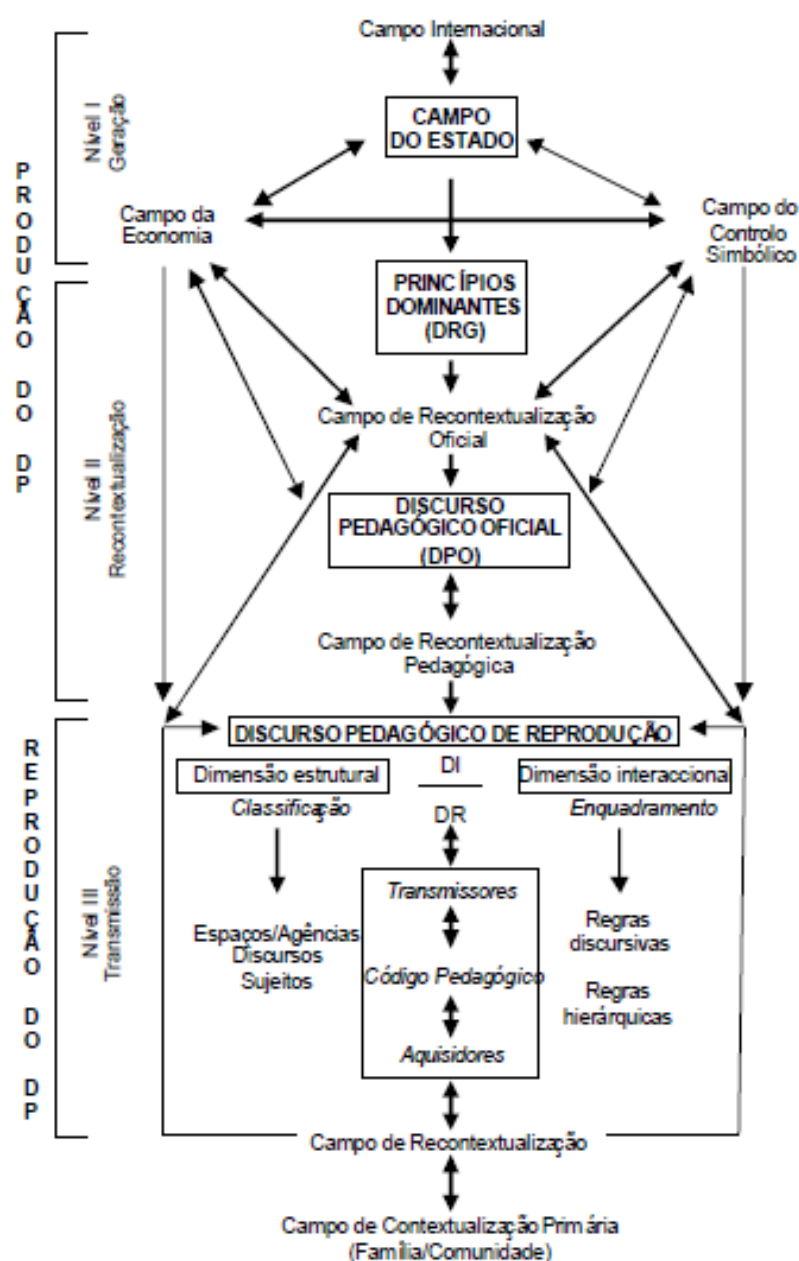 Campo Internacional
CAMPO
DO ESTADO
Campo da
Economia
Campo do
Controlo
Simbólico
PRINCÍPIOS
DOMINANTES
(DRG)
Campo de Recontextualização
Oficial
DISCURSO
PEDAGÓGICO OFICIAL
(DPO)
Campo de Recontextualização
Pedagógica
DISCURSO PEDAGÓGICO DE REPRODUÇÃO
Dimensão estrutural
Classificação
DI
DR
Dimensão interaccional
Enquadramento
Espaços/Agências
Discursos
Sujeitos
Transmissores
Código Pedagógico
Aquisidores
Regras
discursivas
Regras
hierárquicas
Campo de Recontextualização
Campo de Contextualização Primária
(Família/Comunidade)
PRODUÇÃO DO DP
Nível I
Geração
Nível II
Recontextualização
REPRODUÇÃO DO DP
Nível III
Transmissão